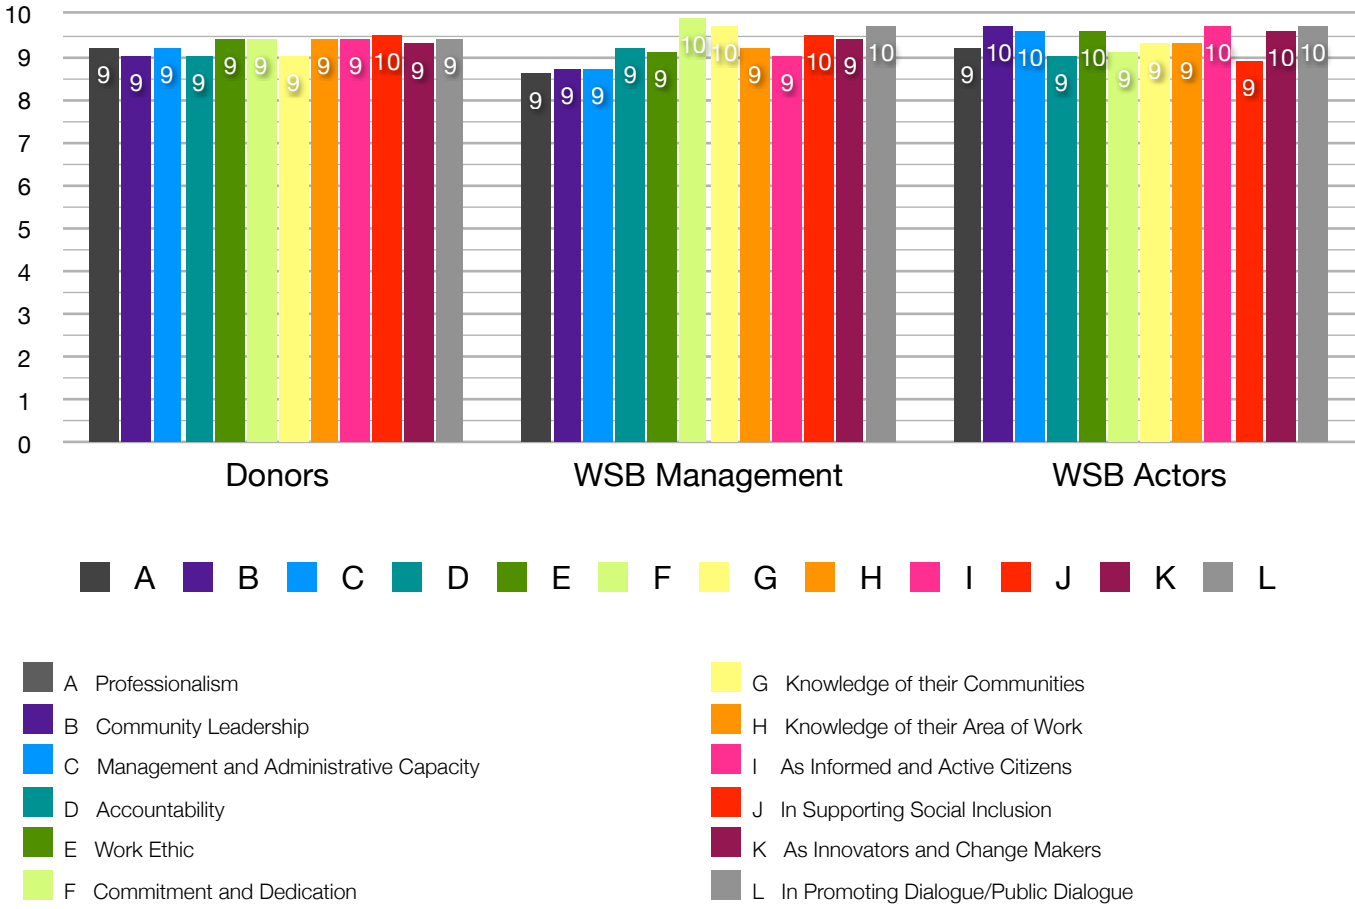 10
9
8
7
6
5
4
3
2
1
0
9 9 9 9 9 9 9 9 9 10 9 9
9 9 9 9 9 10 10 9 9 10 9 10
9 10 10 9 10 9 9 9 10 9 10 10
Donors WSB Management WSB Actors
A B C D E F G H I J K L
A Professionalism
B Community Leadership
C Management and Administrative Capacity
D Accountability
E Work Ethic
F Commitment and Dedication
G Knowledge of their Communities
H Knowledge of their Area of Work
I As Informed and Active Citizens
J In Supporting Social Inclusion
K As Innovators and Change Makers
L In Promoting Dialogue/Public Dialogue